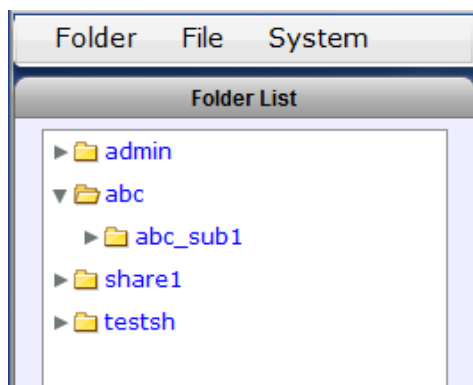 Folder File System
Folder List
admin
abc
abc_sub1
share1
testsh